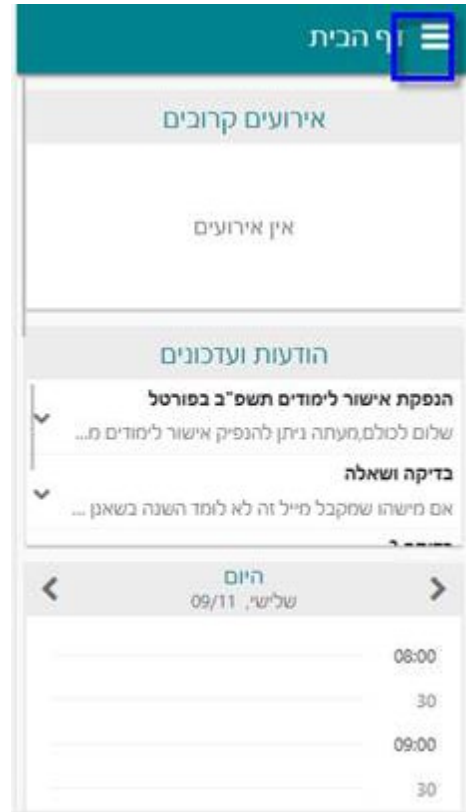 דף הבית
אירועים קרובים
אין אירועים
הודעות ועדכונים
הנפקת אישור לימודים תשפ"ב בפורטל
שלום לכולם,מעתה ניתן להנפיק אישור לימודים מ...
בדיקה ושאלה
אם מישהו שמקבל מייל זה לא לומד השנה בשאנן ...
היום
שלישי, 09/11
08:00
30
09:00
30